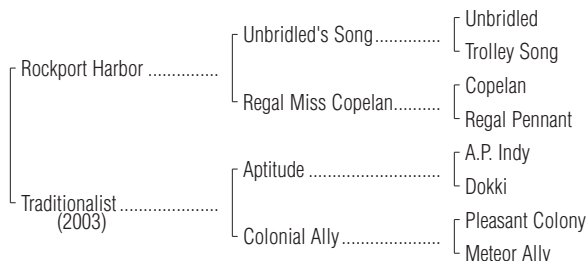 Unbridled
Unbridled's Song..............
Trolley Song
Rockport Harbor ...............
Copelan
Regal Miss Copelan..........
Regal Pennant
A.P. Indy
Aptitude ........................
Dokki
Traditionalist .....................
(2003)
Pleasant Colony
Colonial Ally....................
Meteor Ally